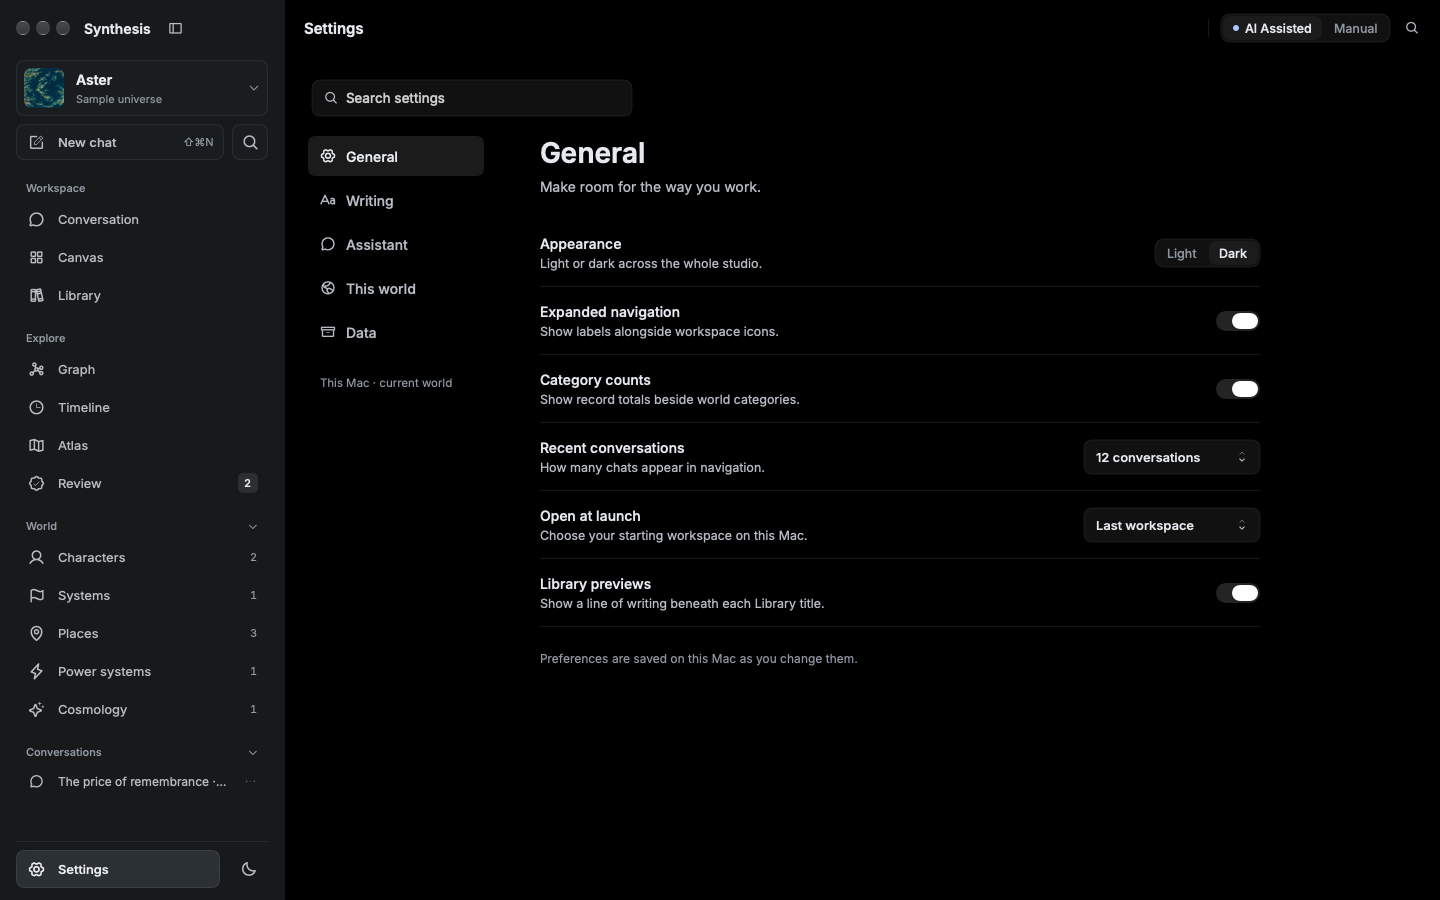 Synthesis
Aster
Sample universe
New chat
⇧⌘N
Workspace
Conversation
Canvas
Library
Explore
Graph
Timeline
Atlas
Review
2
World
Characters
2
Systems
1
Places
3
Power systems
1
Cosmology
1
Conversations
The price of remembrance ·...
Settings
Settings
AI Assisted
Manual
Search settings
General
Aa Writing
Assistant
This world
Data
This Mac · current world
General
Make room for the way you work.
Appearance
Light or dark across the whole studio.
Light
Dark
Expanded navigation
Show labels alongside workspace icons.
Category counts
Show record totals beside world categories.
Recent conversations
How many chats appear in navigation.
12 conversations
Open at launch
Choose your starting workspace on this Mac.
Last workspace
Library previews
Show a line of writing beneath each Library title.
Preferences are saved on this Mac as you change them.